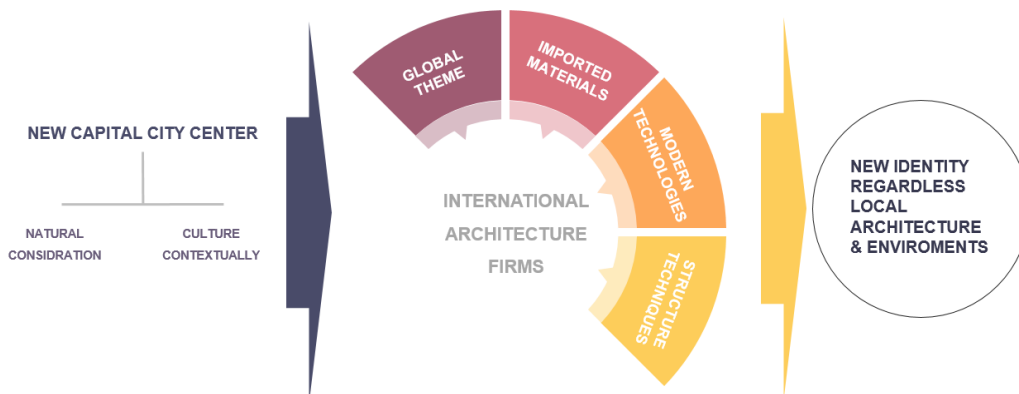 NEW CAPITAL CITY CENTER
NATURAL
CONSIDRATION
CULTURE
CONTEXTUALLY
GLOBAL
THEME
IMPORTED
MATERIALS
MODERN
TECHNOLOGIES
STRUCTURE
TECHNIQUES
INTERNATIONAL
ARCHITECTURE
FIRMS
NEW IDENTITY
REGARDLESS
LOCAL
ARCHITECTURE
& ENVIROMENTS